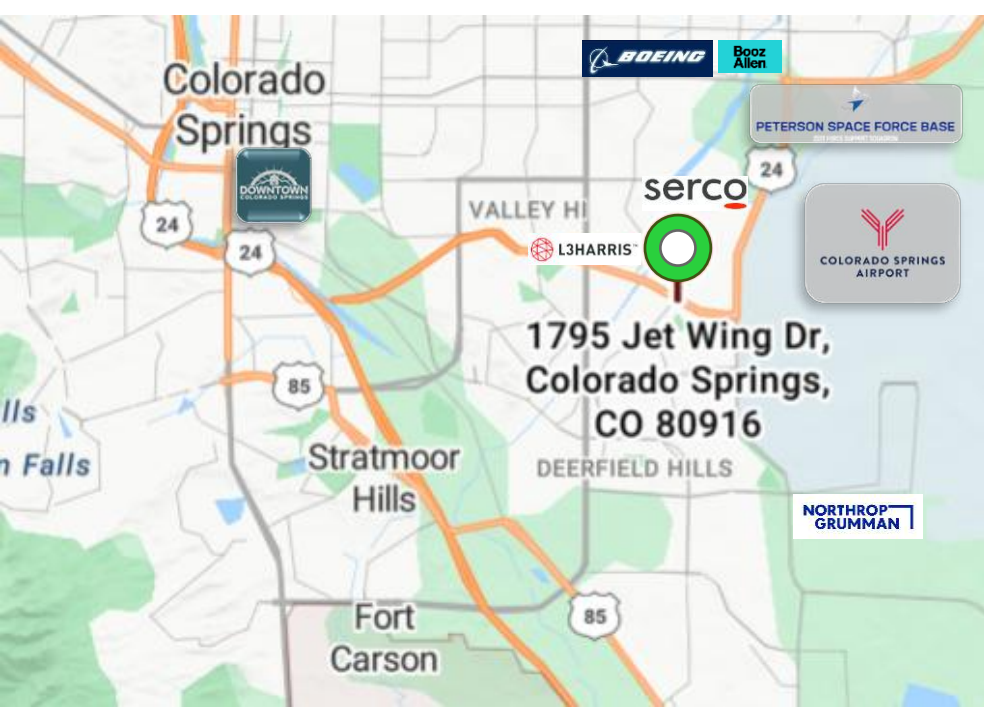 BOEING
Booz
Allen
Colorado
Springs
PETERSON SPACE FORCE BASE
24
DOWNTOWN
COLORADO SPRINGS
serco
24
VALLEY HI
24
L3HARRIS™
COLORADO SPRINGS
AIRPORT
1795 Jet Wing Dr,
Colorado Springs,
CO 80916
85
lls
n Falls
Stratmoor
Hills
DEERFIELD HILLS
NORTHROP
GRUMMAN
Fort
Carson
85